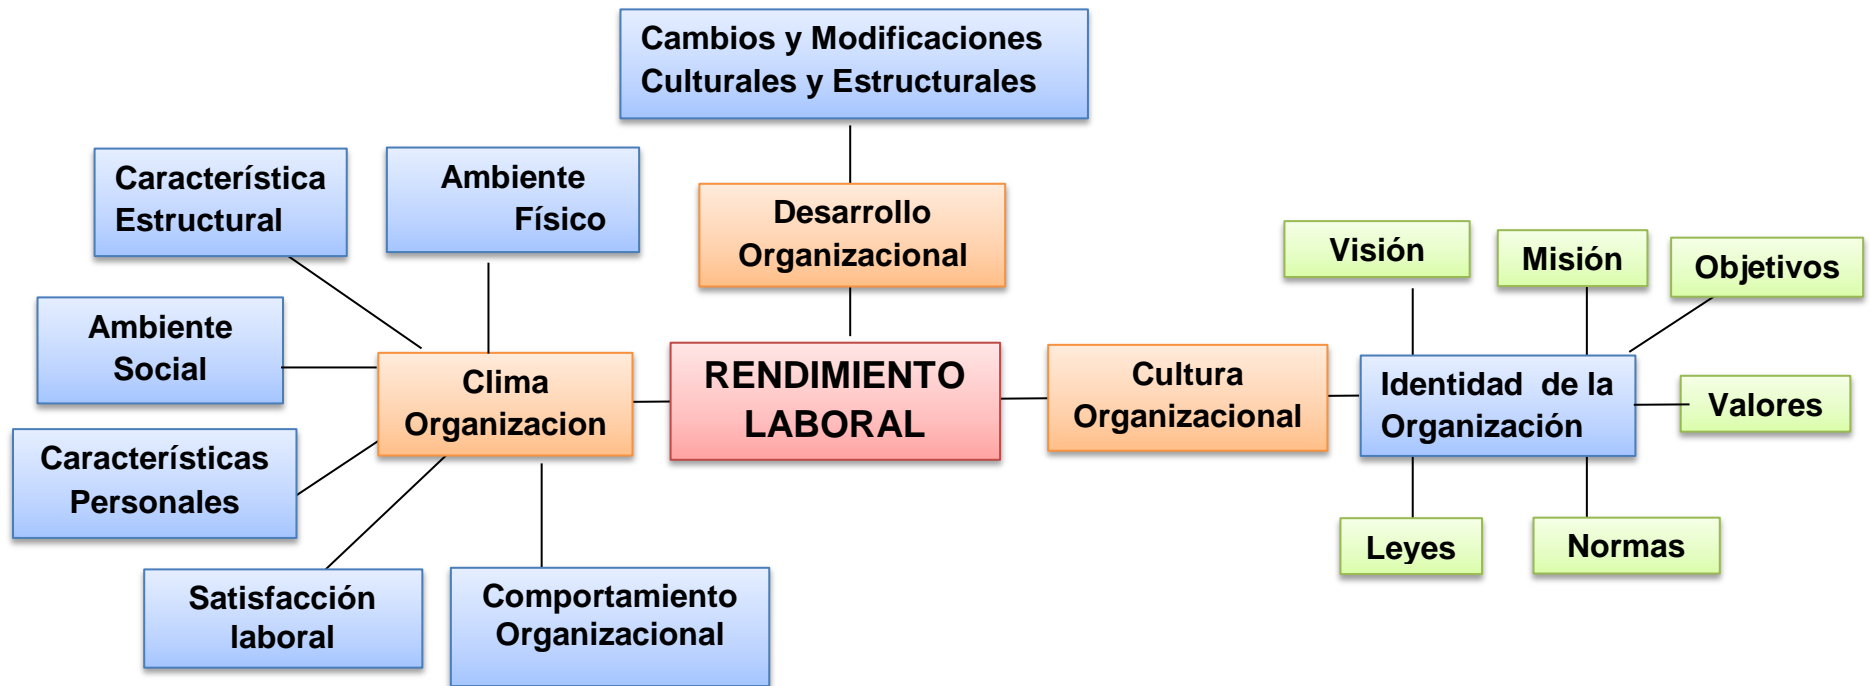 Cambios y Modificaciones
Culturales y Estructurales
Característica
Estructural
Ambiente
Físico
Desarrollo
Organizacional
Visión
Misión
Objetivos
Ambiente
Social
Clima
Organizacion
RENDIMIENTO
LABORAL
Cultura
Organizacional
Identidad de la
Organización
Valores
Características
Personales
Leyes
Normas
Satisfacción
laboral
Comportamiento
Organizacional